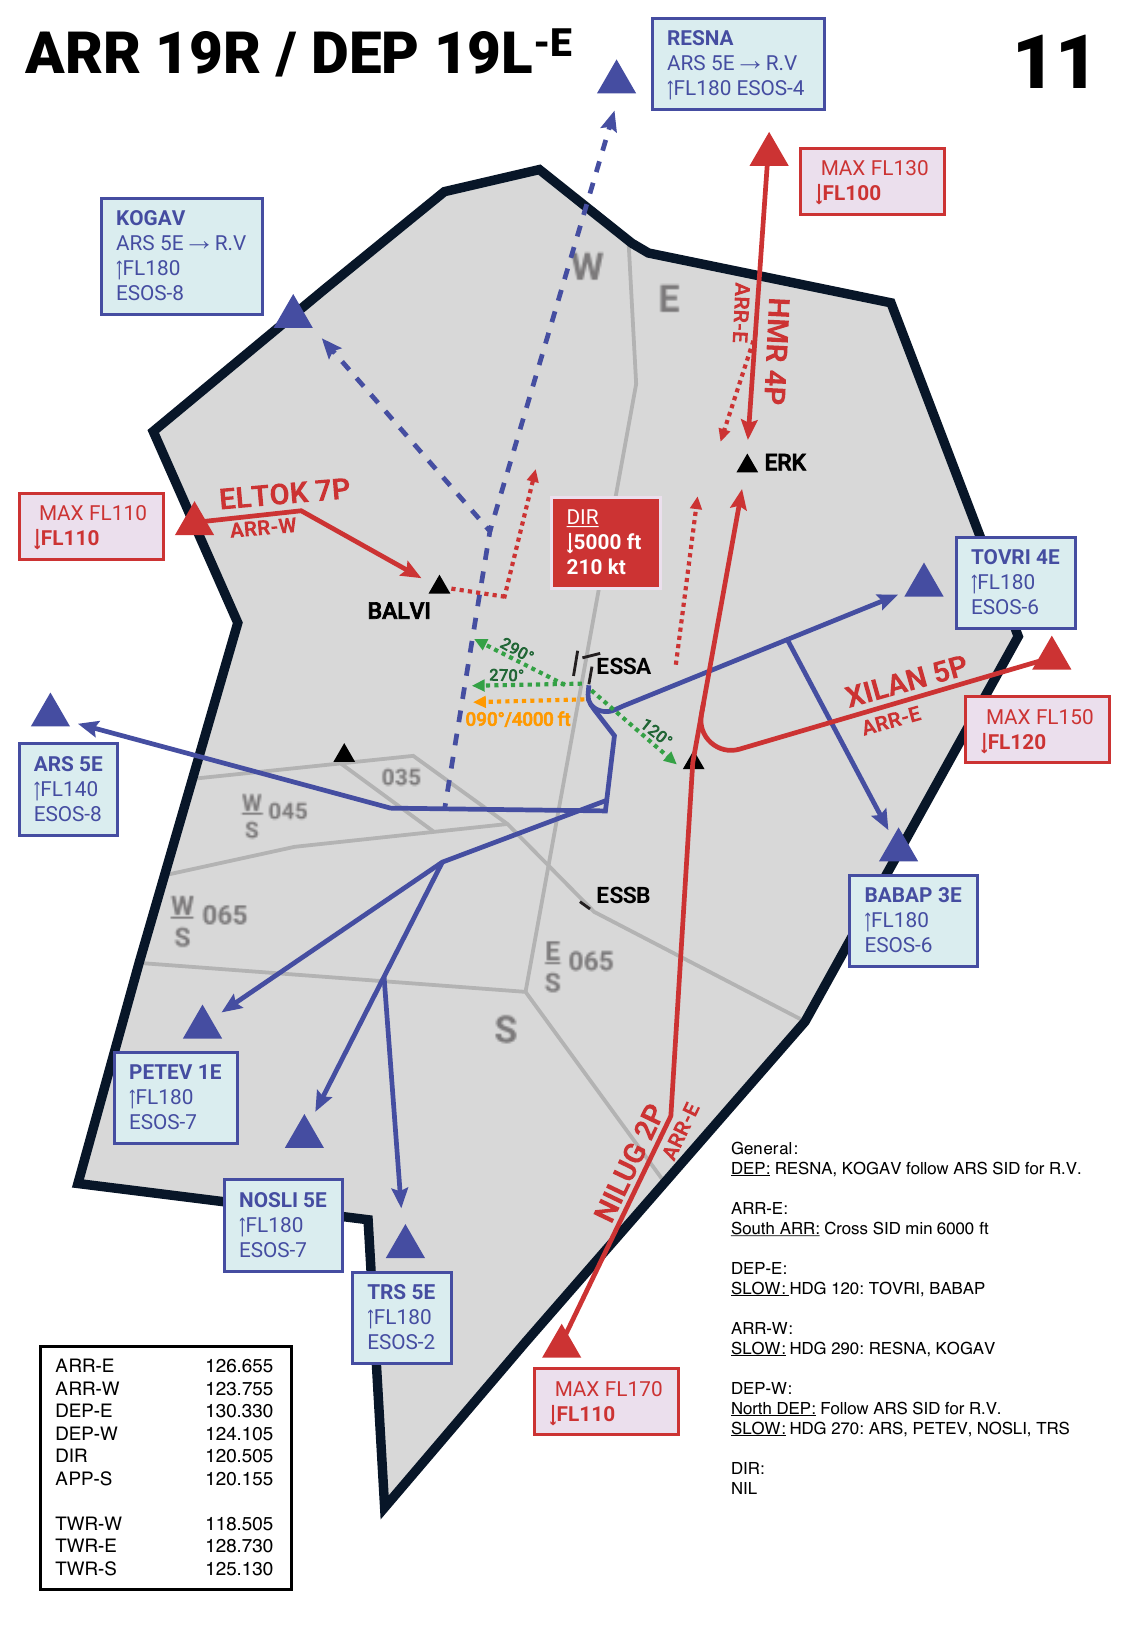 ARR 19R / DEP 19L-E
11
RESNA
ARS 5E → R.V
↑FL180 ESOS-4
MAX FL130
↓FL100
KOGAV
ARS 5E → R.V
↑FL180
ESOS-8
W
E
ARR-E
HMR 4P
ERK
ELTOK 7P
ARR-W
MAX FL110
↓FL110
BALVI
DIR
↓5000 ft
210 kt
TOVRI 4E
↑FL180
ESOS-6
290°
270°
090°/4000 ft
ESSA
120°
XILAN 5P
ARR-E
MAX FL150
↓FL120
ARS 5E
↑FL140
ESOS-8
035
W
S
045
W
S
065
ESSB
E
S
065
S
BABAP 3E
↑FL180
ESOS-6
PETEV 1E
↑FL180
ESOS-7
NOSLI 5E
↑FL180
ESOS-7
TRS 5E
↑FL180
ESOS-2
NILUG 2P
ARR-E
MAX FL170
↓FL110
General:
DEP: RESNA, KOGAV follow ARS SID for R.V.
ARR-E:
South ARR: Cross SID min 6000 ft
DEP-E:
SLOW: HDG 120: TOVRI, BABAP
ARR-W:
SLOW: HDG 290: RESNA, KOGAV
DEP-W:
North DEP: Follow ARS SID for R.V.
SLOW: HDG 270: ARS, PETEV, NOSLI, TRS
DIR:
NIL
ARR-E 126.655
ARR-W 123.755
DEP-E 130.330
DEP-W 124.105
DIR 120.505
APP-S 120.155
TWR-W 118.505
TWR-E 128.730
TWR-S 125.130